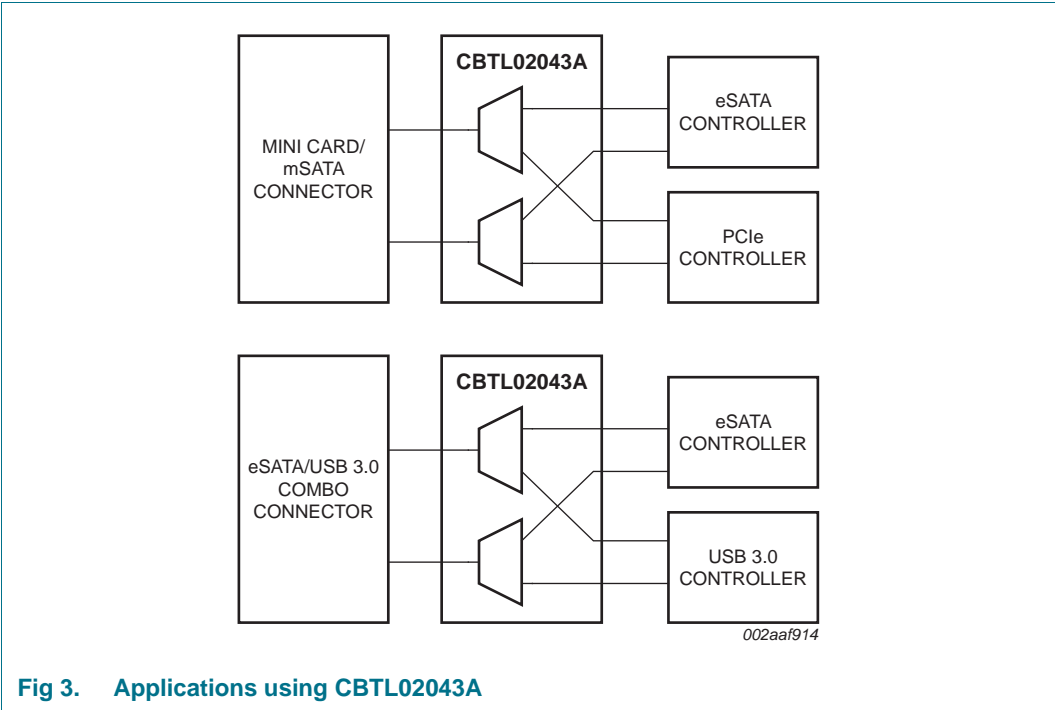 CBTL02043A
MINI CARD/
mSATA
CONNECTOR
eSATA
CONTROLLER
PCIe
CONTROLLER
CBTL02043A
eSATA/USB 3.0
COMBO
CONNECTOR
eSATA
CONTROLLER
USB 3.0
CONTROLLER
002aaf914
Fig 3. Applications using CBTL02043A